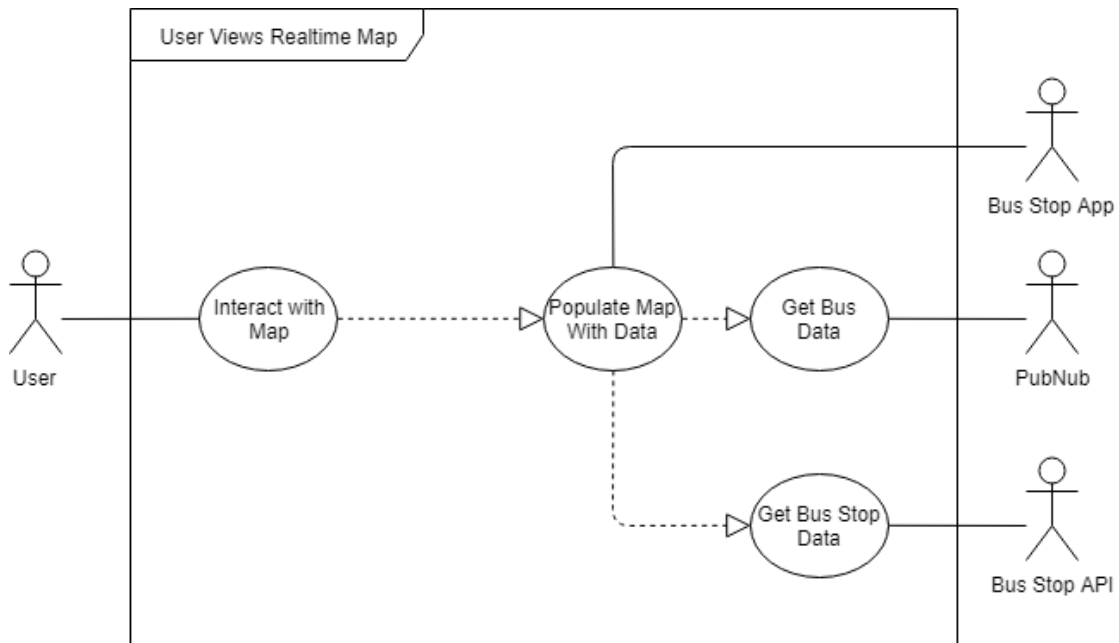 User Views Realtime Map
Bus Stop App
Interact with
Map
Populate Map
With Data
Get Bus
Data
User
PubNub
Get Bus Stop
Data
Bus Stop API